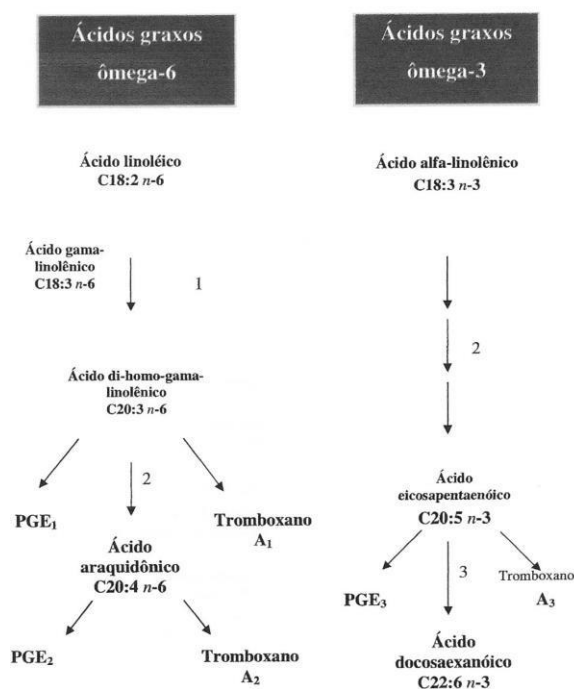 Ácidos graxos
ômega-6
Ácido linoléico
C18:2 n-6
Ácido gama-
linolênico
C18:3 n-6
1
Ácido di-homo-gama-
linolênico
C20:3 n-6
2
PGE1
Tromboxano
A1
Ácido
araquidônico
C20:4 n-6
PGE2
Tromboxano
A2
Ácidos graxos
ômega-3
Ácido alfa-linolênico
C18:3 n-3
2
Ácido
eicosapentaenóico
C20:5 n-3
3
PGE3
Tromboxano
A3
Ácido
docosaexanóico
C22:6 n-3